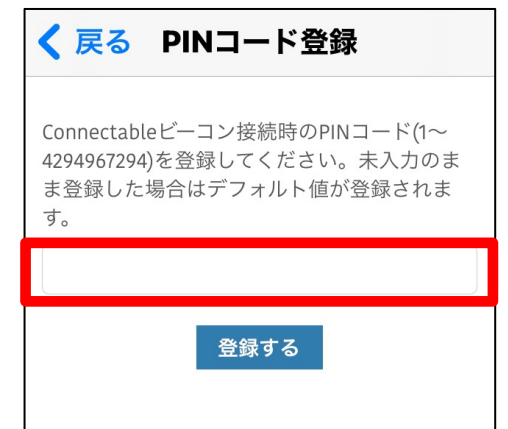 戻る PINコード登録
Connectableビーコン接続時のPINコード(1〜
4294967294)を登録してください。未入力のま
ま登録した場合はデフォルト値が登録されま
す。
登録する